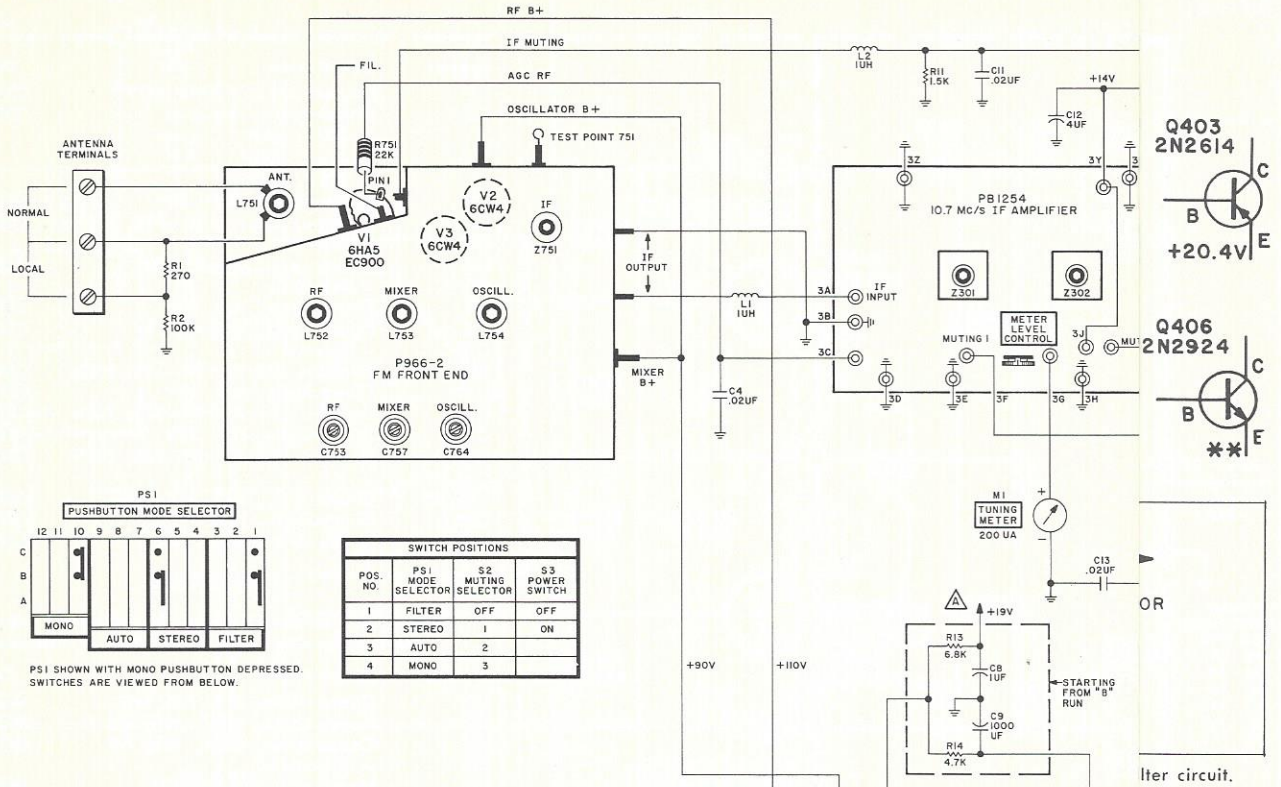 RF B+
IF MUTING
FIL.
AGC RF
OSCILLATOR B+
TEST POINT 751
R751
22K
PIN 1
ANTENNA
TERMINALS
NORMAL
LOCAL
R1
270
R2
100K
ANT.
L751
V1
6HA5
EC900
V2
6CW4
V3
6CW4
IF
Z751
RF
L752
MIXER
L753
OSCILL.
L754
P966-2
FM FRONT END
RF
C753
MIXER
C757
OSCILL.
C764
IF
OUTPUT
MIXER
B+
L1
1UH
C4
.02UF
L2
1UH
R11
1.5K
C11
.02UF
+14V
C12
4UF
3Z
3Y
3
PB1254
10.7 Mc/s IF AMPLIFIER
Z301
Z302
3A
IF
INPUT
3B
3C
METER
LEVEL
CONTROL
MUTING 1
3J
MUT
3D
3E
3F
3G
3H
Q403
2N2614
C
B
E
+20.4V
Q406
2N2924
C
B
E
**
M1
TUNING
METER
200 UA
+
−
C13
.02UF
OR
PS1
PUSHBUTTON MODE SELECTOR
12 11 10 9 8 7 6 5 4 3 2 1
C
B
A
MONO
AUTO
STEREO
FILTER
PS1 SHOWN WITH MONO PUSHBUTTON DEPRESSED.
SWITCHES ARE VIEWED FROM BELOW.
SWITCH POSITIONS
POS. NO. PS1 MODE SELECTOR S2 MUTING SELECTOR S3 POWER SWITCH
1 FILTER OFF OFF
2 STEREO 1 ON
3 AUTO 2
4 MONO 3
+90V
+110V
A
+19V
R13
6.8K
C8
1UF
C9
1000
UF
R14
4.7K
STARTING
FROM "B"
RUN
lter circuit.